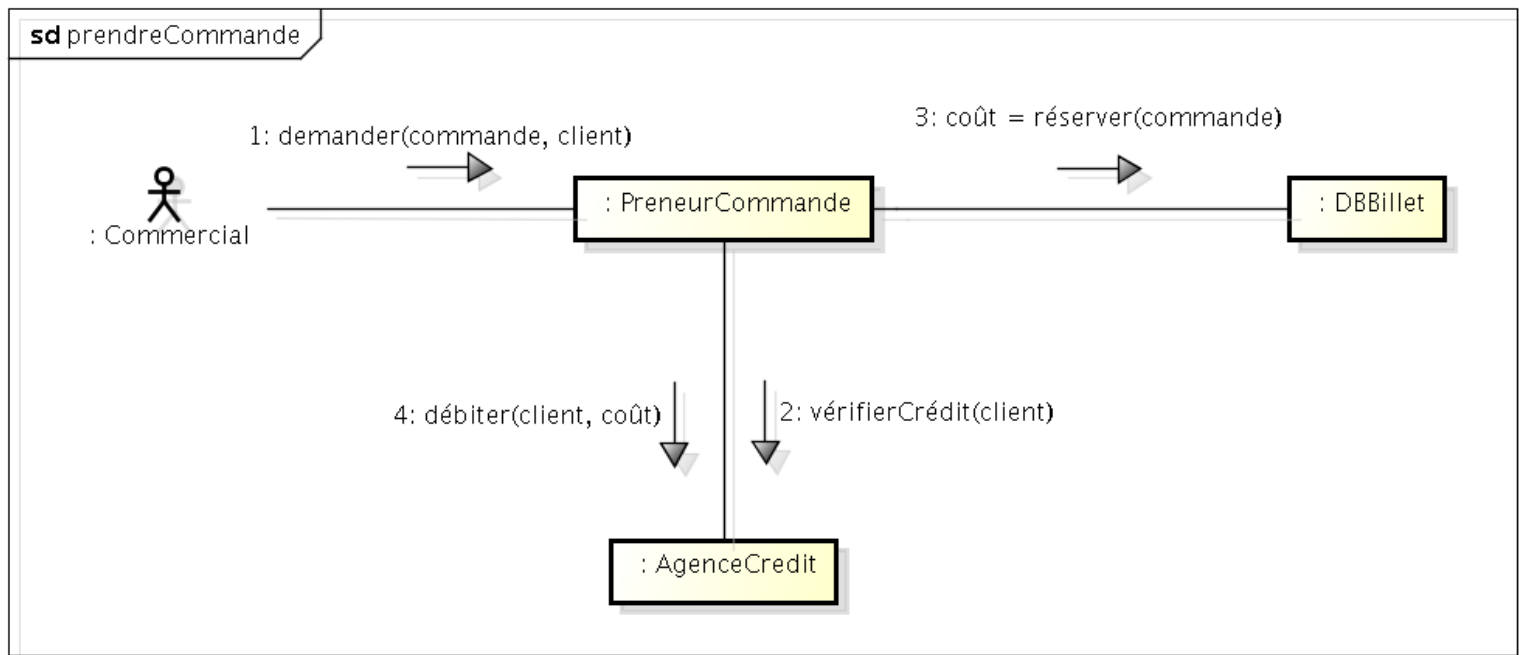 sd prendreCommande
3: coût = réserver(commande)
1: demander(commande, client)
: PreneurCommande
: DBBillet
: Commercial
4: débiter(client, coût)
2: vérifierCrédit(client)
: AgenceCredit